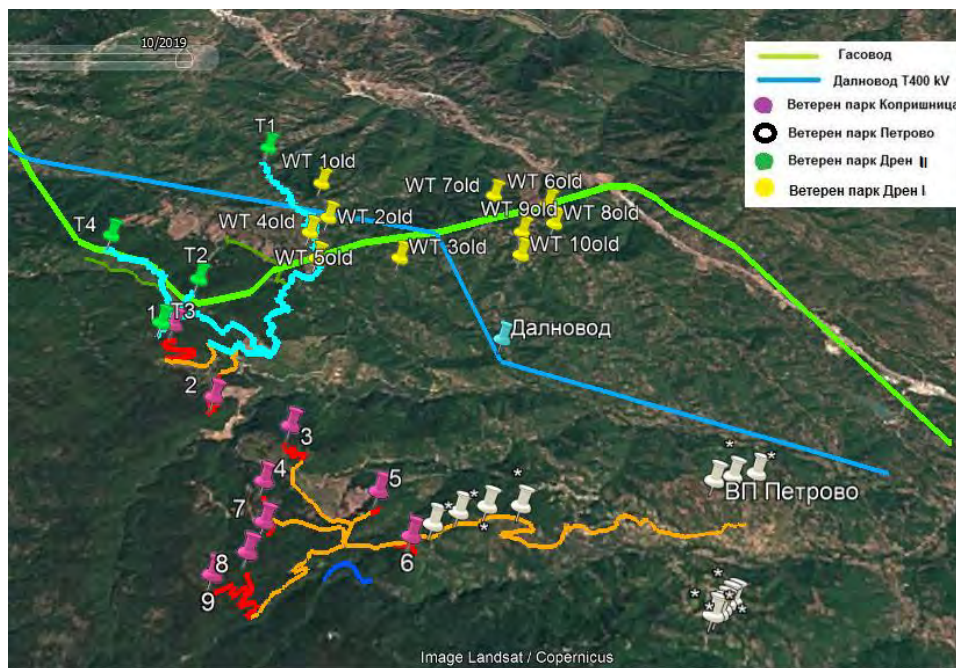 10/2019
Гасовод
Далновод Т400 kV
Ветерен парк Копришница
Ветерен парк Петрово
Ветерен парк Дрен II
Ветерен парк Дрен I
T1
WT 1old
WT 7old
WT 6old
WT 4old
WT 2old
WT 9old
WT 8old
T4
WT 5old
WT 3old
WT 10old
T2
1
T3
Далновод
2
3
4
5
ВП Петрово
7
6
8
9
Image Landsat / Copernicus